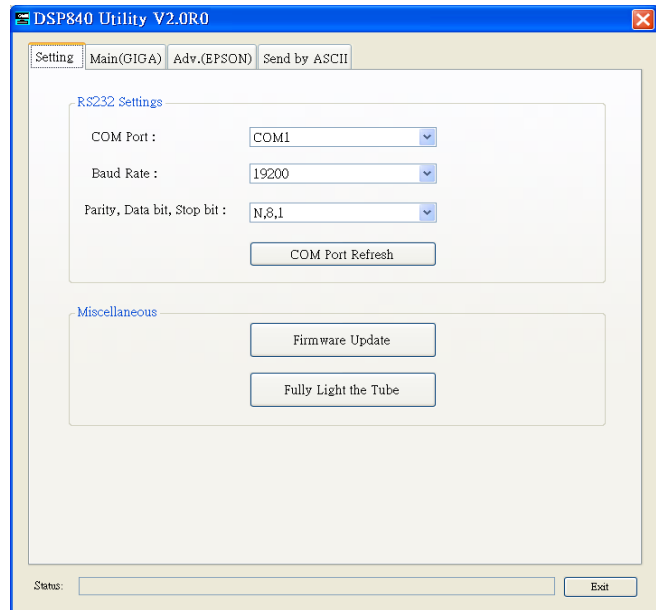 DSP840 Utility V2.0R0
Setting Main(GIGA) Adv.(EPSON) Send by ASCII
RS232 Settings
COM Port : COM1
Baud Rate : 19200
Parity, Data bit, Stop bit : N,8,1
COM Port Refresh
Miscellaneous
Firmware Update
Fully Light the Tube
Status: Exit